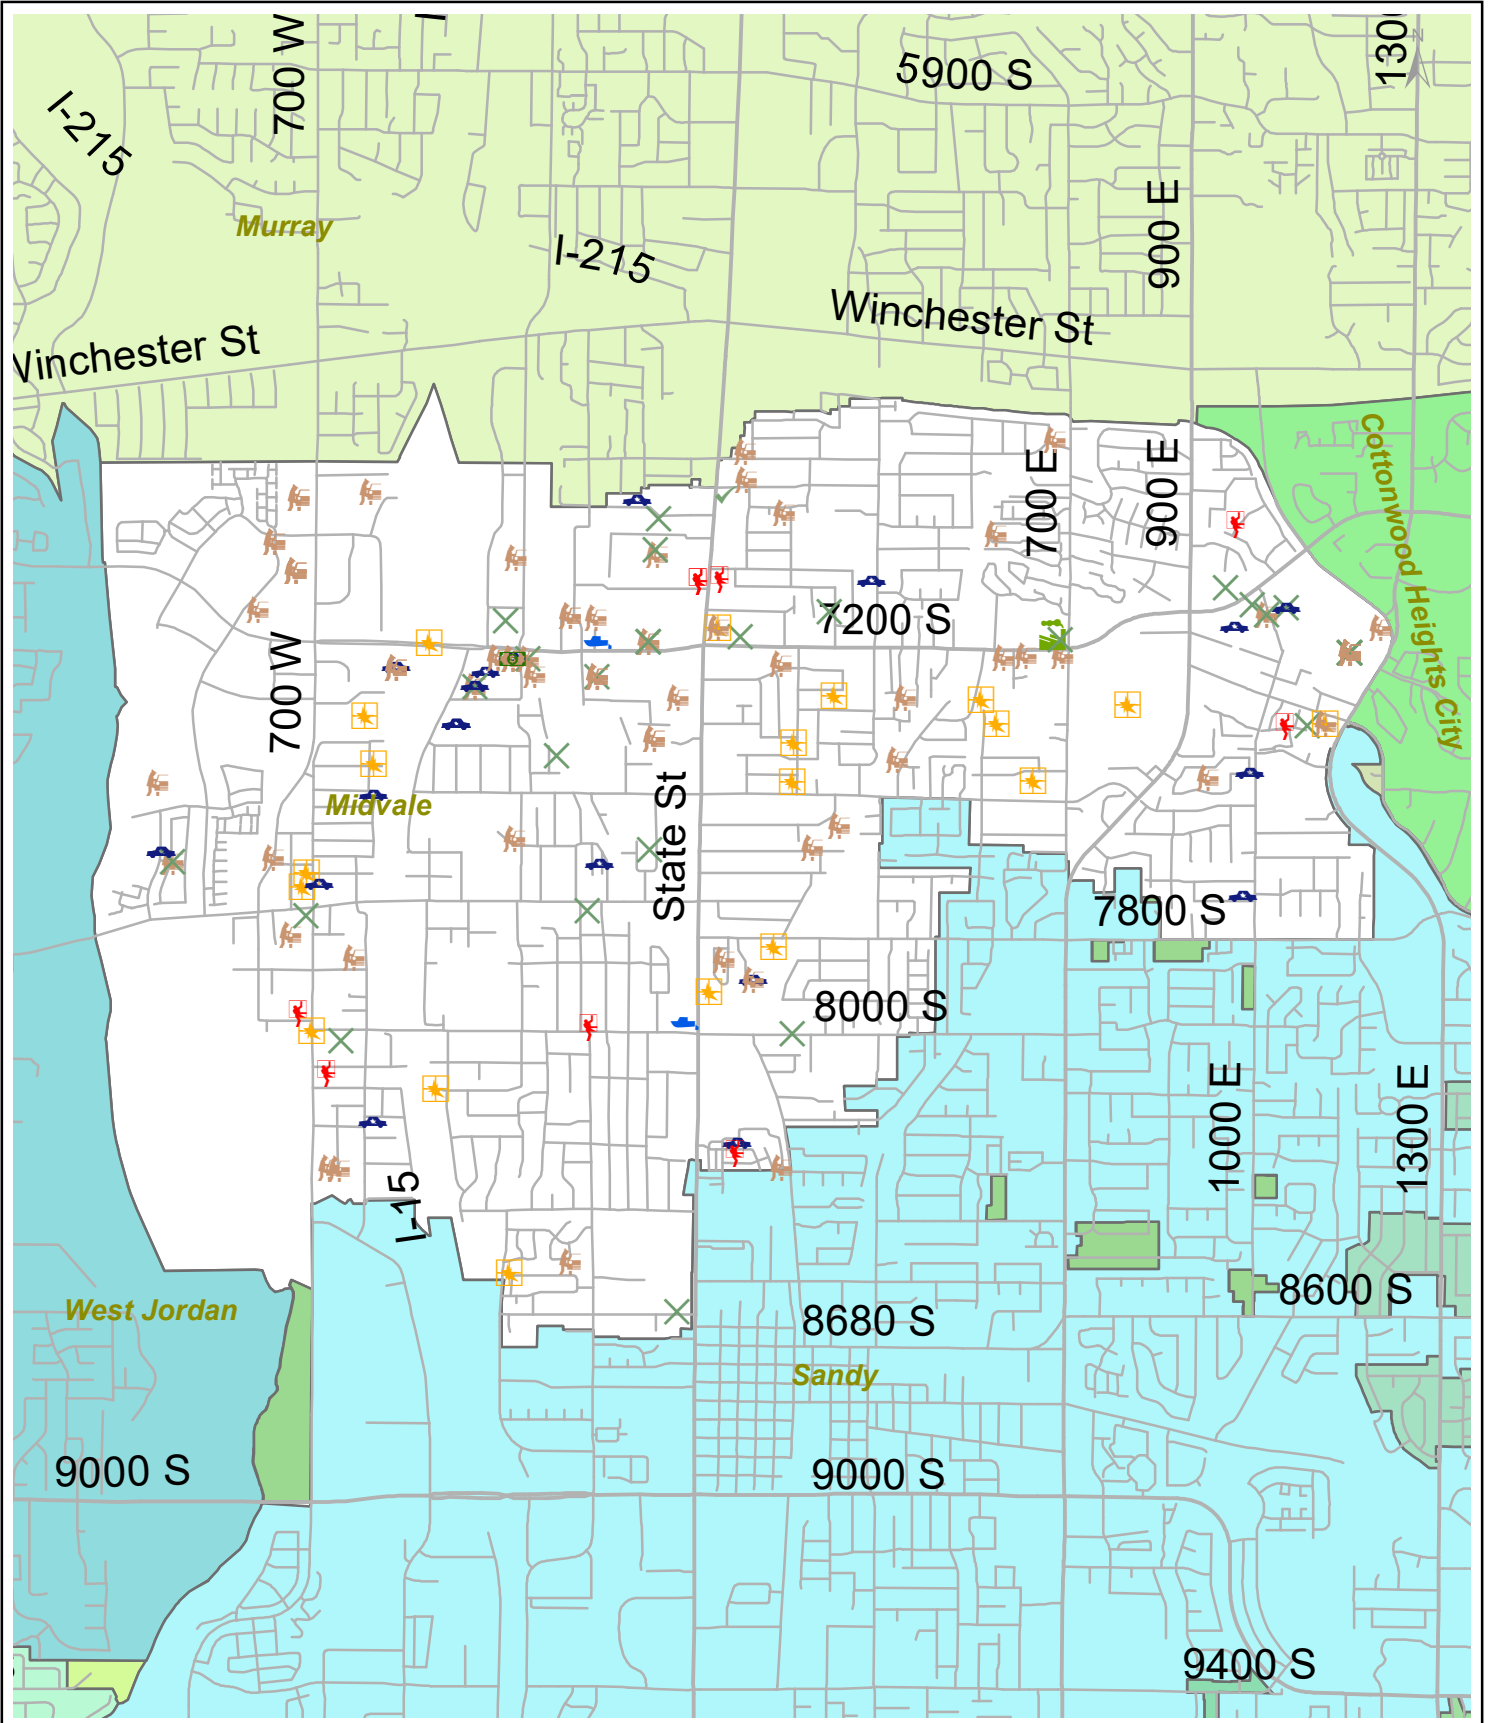 700 W
1300
5900 S
I-215
900 E
Murray
I-215
Winchester St
Winchester St
Cottonwood Heights City
700 E
900 E
7200 S
700 W
Midvale
State St
7800 S
8000 S
1000 E
1300 E
I-15
8600 S
West Jordan
8680 S
Sandy
9000 S
9000 S
9400 S